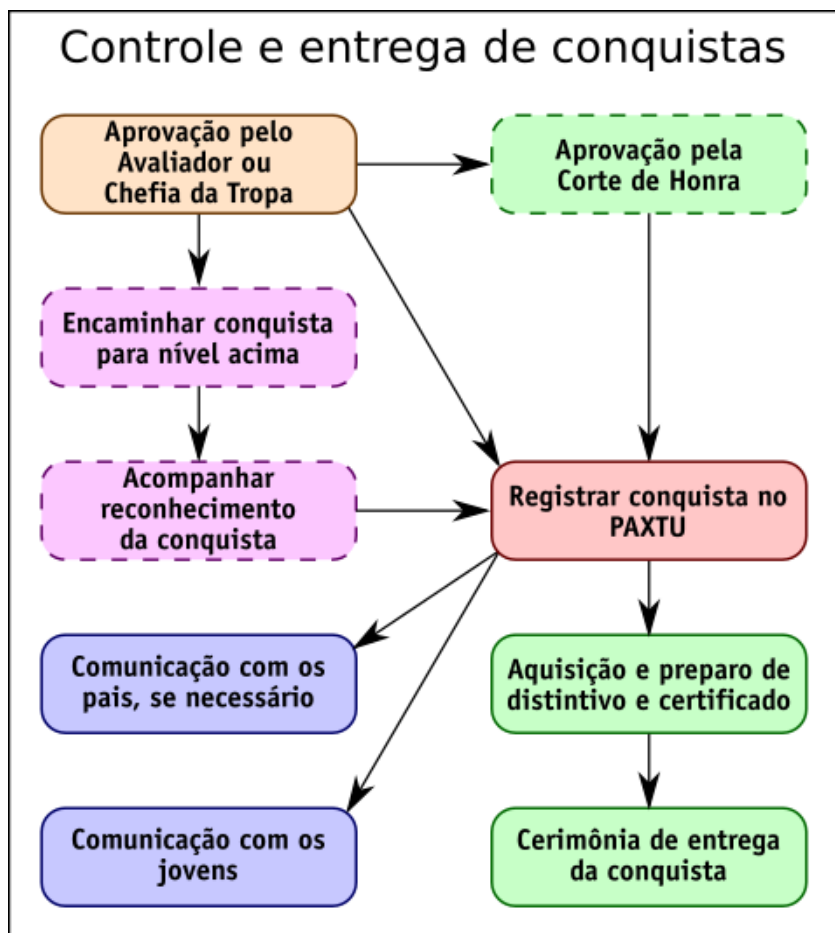 Controle e entrega de conquistas
Aprovação pelo
Avaliador ou
Chefia da Tropa
Aprovação pela
Corte de Honra
Encaminhar conquista
para nível acima
Acompanhar
reconhecimento
da conquista
Registrar conquista no
PAXTU
Comunicação com os
pais, se necessário
Aquisição e preparo de
distintivo e certificado
Comunicação com os
jovens
Cerimônia de entrega
da conquista